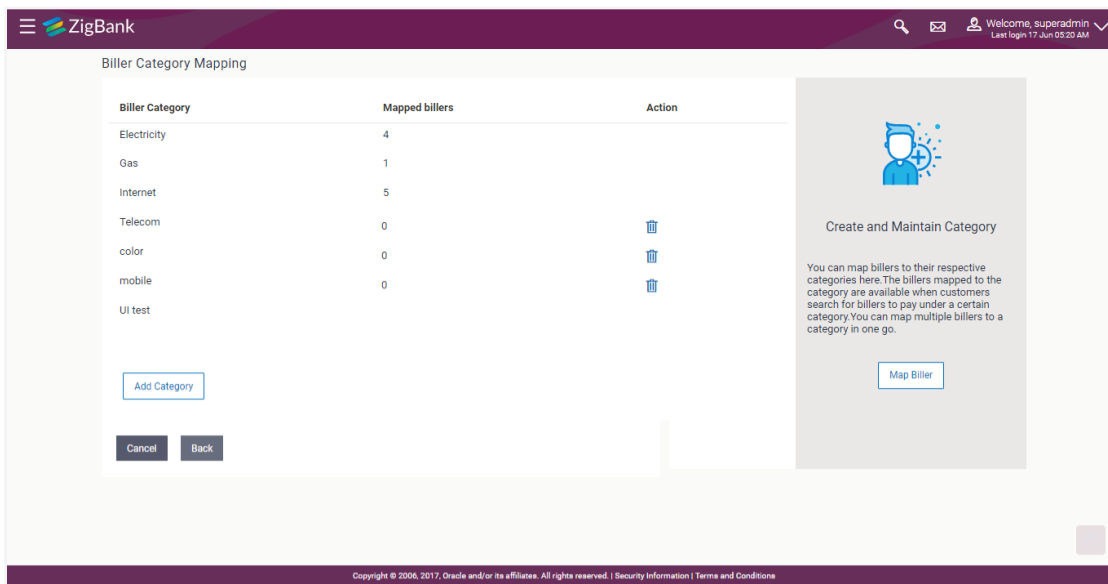 ZigBank
Welcome, superadmin
Last login 17 Jun 05:20 AM
Biller Category Mapping
Biller Category Mapped billers Action
Electricity 4
Gas 1
Internet 5
Telecom 0
color 0
mobile 0
UI test
Add Category
Cancel Back
Create and Maintain Category
You can map billers to their respective
categories here.The billers mapped to the
category are available when customers
search for billers to pay under a certain
category.You can map multiple billers to a
category in one go.
Map Biller
Copyright © 2006, 2017, Oracle and/or its affiliates. All rights reserved. | Security Information | Terms and Conditions